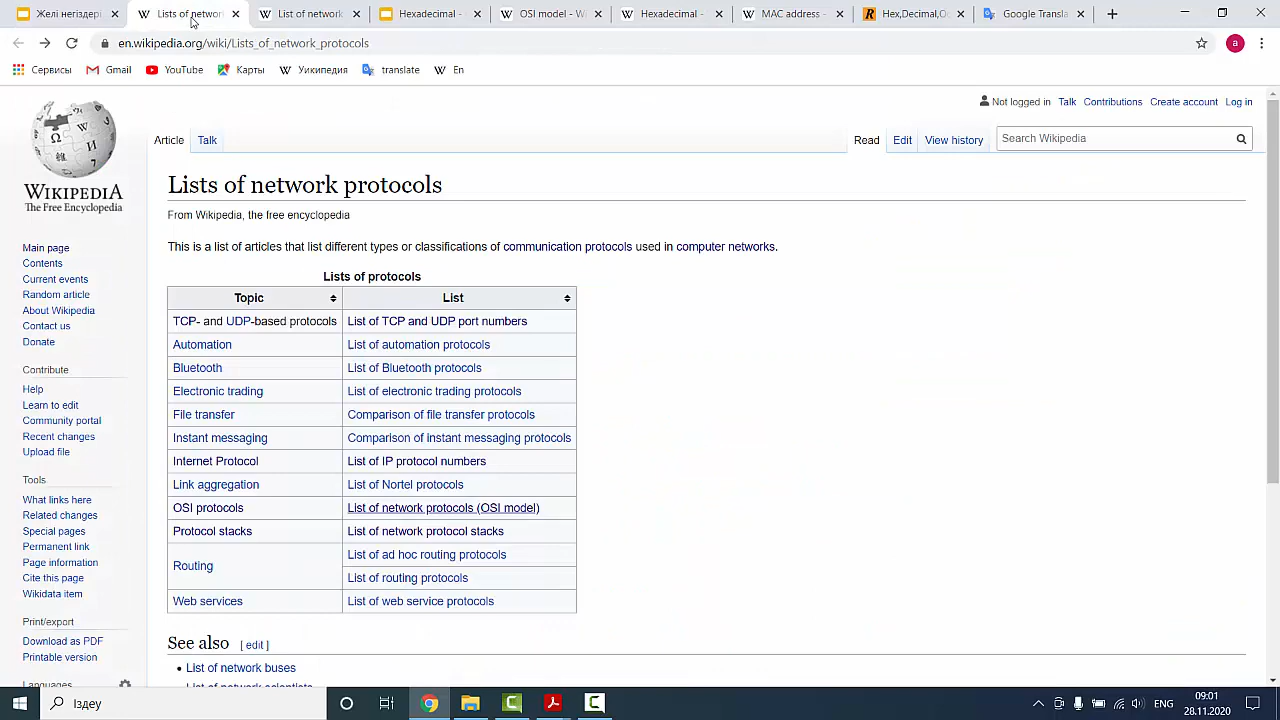 Желі негіздері
Lists of networ
List of network
Hexadecimal
OSI model - W
Hexadecimal -
MAC address
Hex,Decimal,O
Google Transla
en.wikipedia.org/wiki/Lists_of_network_protocols
a
Сервисы
Gmail
YouTube
Карты
Уикипедия
translate
En
WIKIPEDIA
The Free Encyclopedia
Not logged in Talk Contributions Create account Log in
Article Talk
Read Edit View history
Search Wikipedia
Main page
Contents
Current events
Random article
About Wikipedia
Contact us
Donate
Contribute
Help
Learn to edit
Community portal
Recent changes
Upload file
Tools
What links here
Related changes
Special pages
Permanent link
Page information
Cite this page
Wikidata item
Print/export
Download as PDF
Printable version
Languages
Lists of network protocols
From Wikipedia, the free encyclopedia
This is a list of articles that list different types or classifications of communication protocols used in computer networks.
Lists of protocols
Topic List
TCP- and UDP-based protocols List of TCP and UDP port numbers
Automation List of automation protocols
Bluetooth List of Bluetooth protocols
Electronic trading List of electronic trading protocols
File transfer Comparison of file transfer protocols
Instant messaging Comparison of instant messaging protocols
Internet Protocol List of IP protocol numbers
Link aggregation List of Nortel protocols
OSI protocols List of network protocols (OSI model)
Protocol stacks List of network protocol stacks
Routing List of ad hoc routing protocols
List of routing protocols
Web services List of web service protocols
See also [ edit ]
List of network buses
List of network scientists
Іздеу
ENG
09:01
28.11.2020